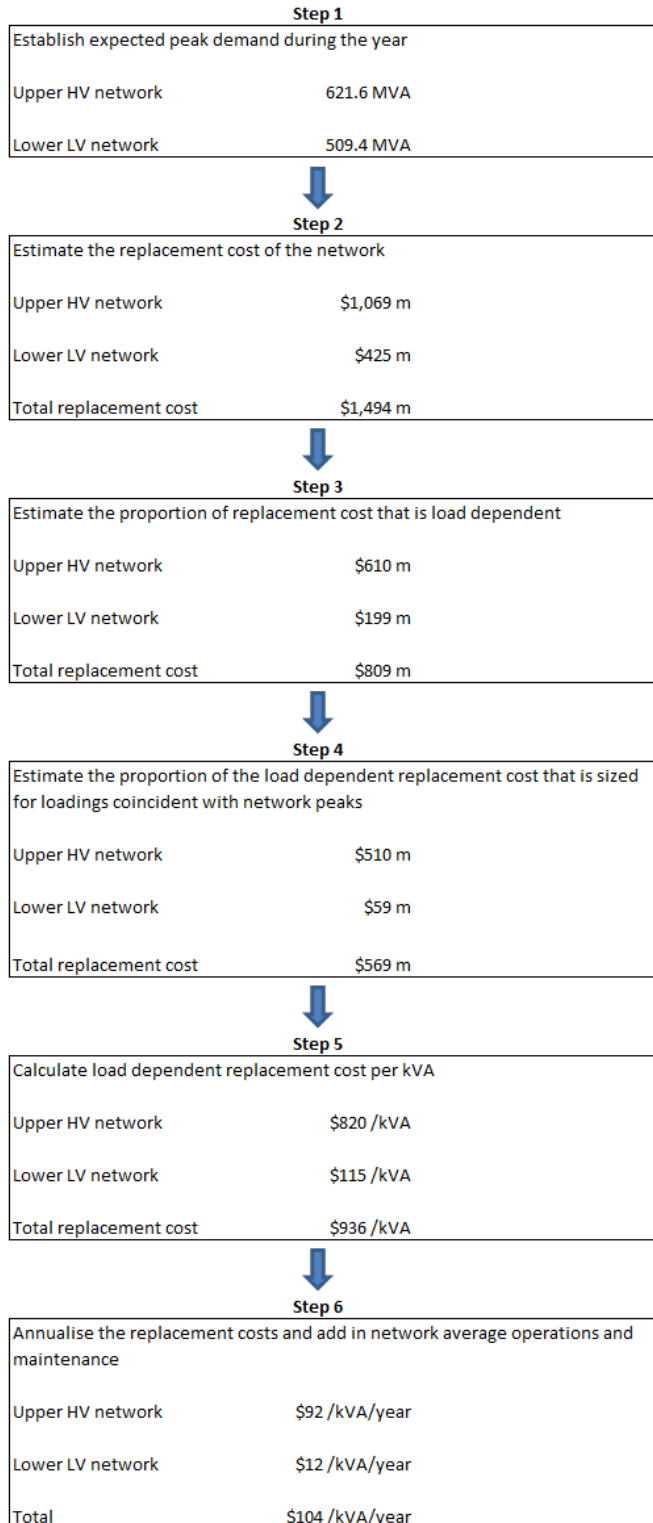 Step 1
Establish expected peak demand during the year
Upper HV network 621.6 MVA
Lower LV network 509.4 MVA
Step 2
Estimate the replacement cost of the network
Upper HV network $1,069 m
Lower LV network $425 m
Total replacement cost $1,494 m
Step 3
Estimate the proportion of replacement cost that is load dependent
Upper HV network $610 m
Lower LV network $199 m
Total replacement cost $809 m
Step 4
Estimate the proportion of the load dependent replacement cost that is sized
for loadings coincident with network peaks
Upper HV network $510 m
Lower LV network $59 m
Total replacement cost $569 m
Step 5
Calculate load dependent replacement cost per kVA
Upper HV network $820 /kVA
Lower LV network $115 /kVA
Total replacement cost $936 /kVA
Step 6
Annualise the replacement costs and add in network average operations and
maintenance
Upper HV network $92 /kVA/year
Lower LV network $12 /kVA/year
Total $104 /kVA/year